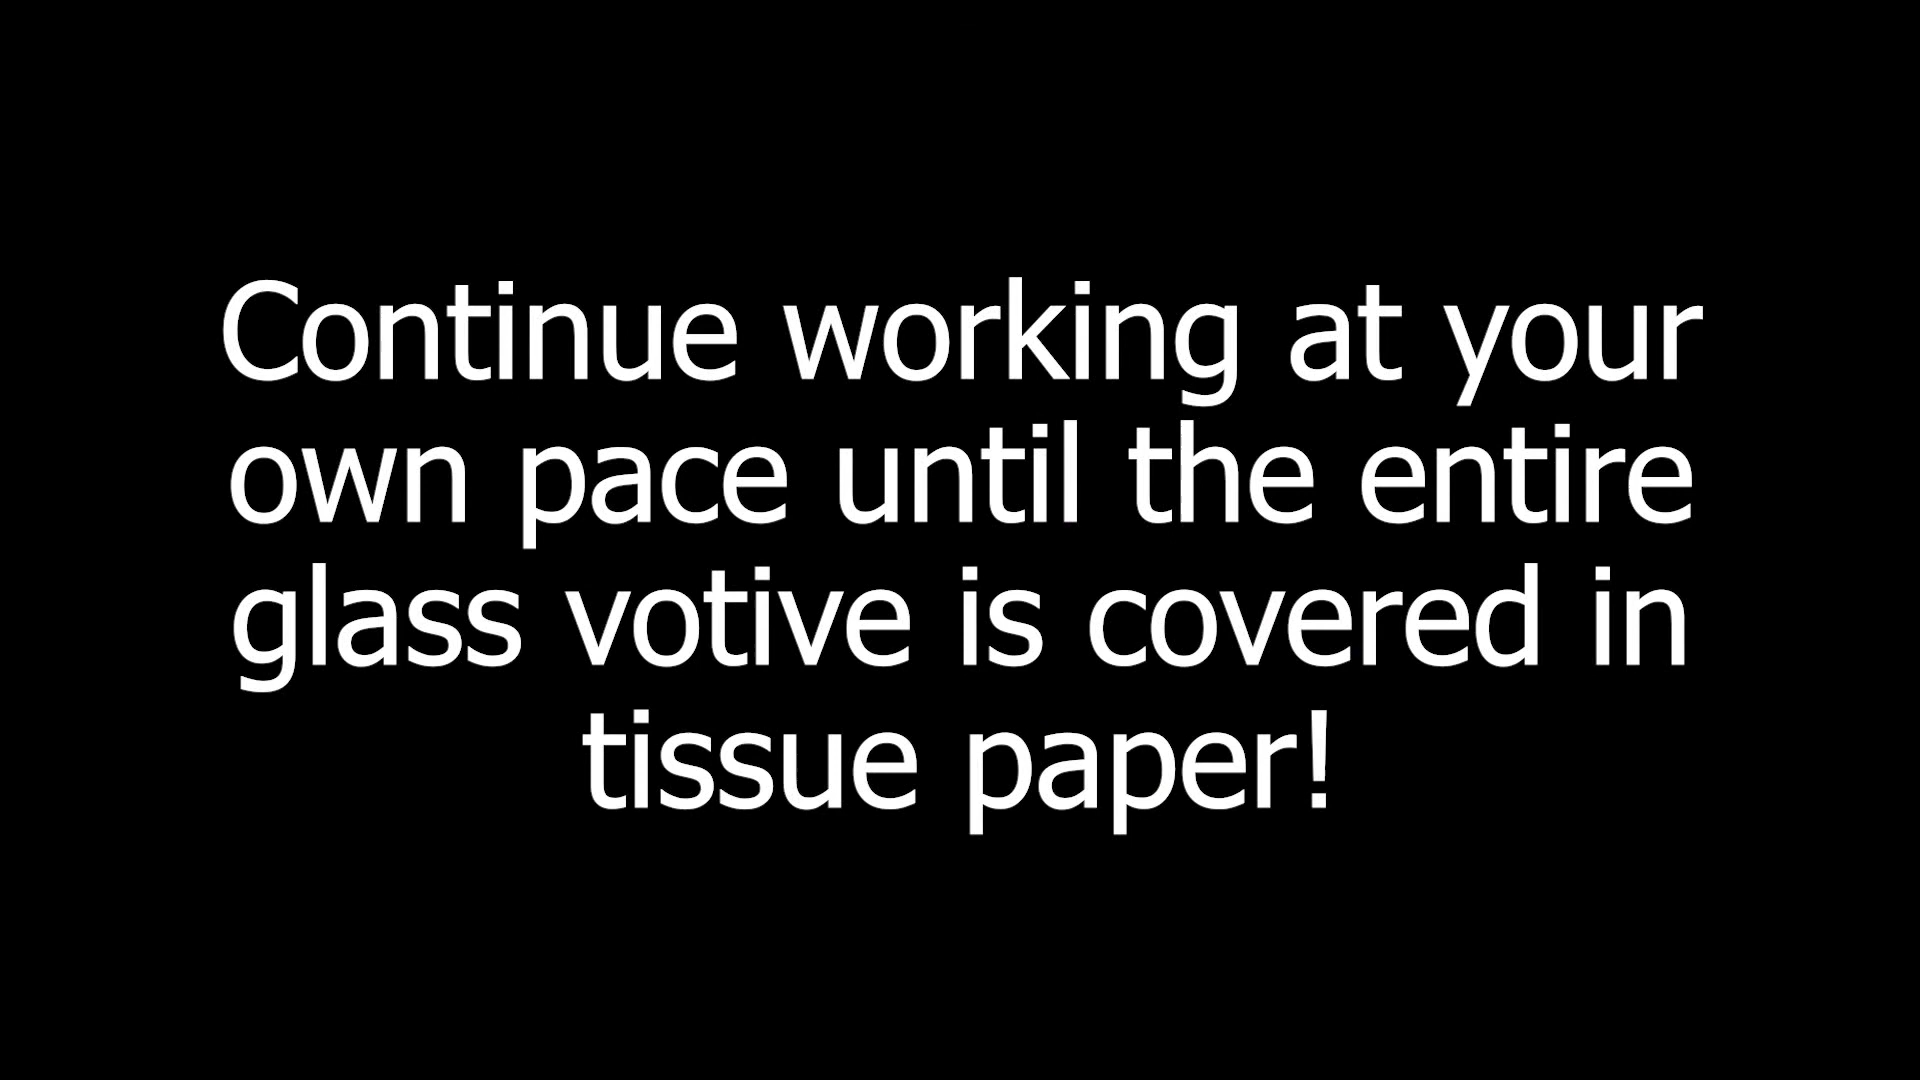 Continue working at your
own pace until the entire
glass votive is covered in
tissue paper!